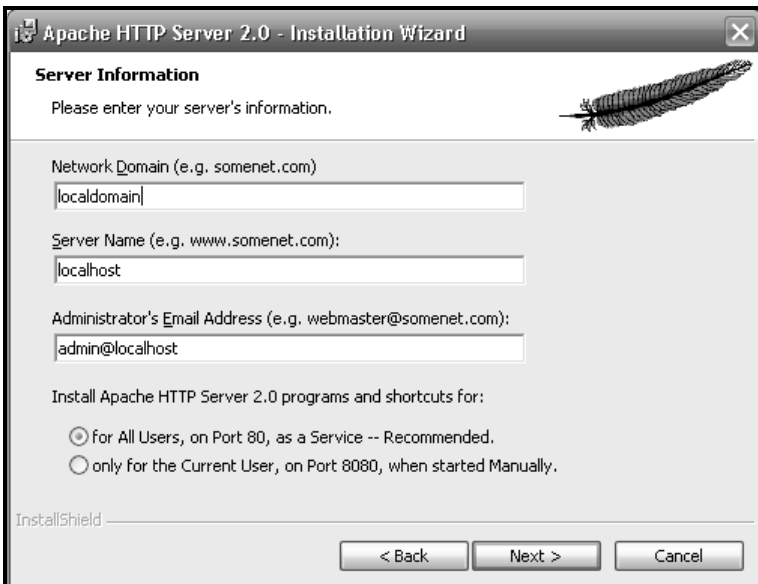 Apache HTTP Server 2.0 - Installation Wizard
Server Information
Please enter your server's information.
Network Domain (e.g. somenet.com)
localdomain
Server Name (e.g. www.somenet.com):
localhost
Administrator's Email Address (e.g. webmaster@somenet.com):
admin@localhost
Install Apache HTTP Server 2.0 programs and shortcuts for:
for All Users, on Port 80, as a Service -- Recommended.
only for the Current User, on Port 8080, when started Manually.
InstallShield
< Back Next > Cancel